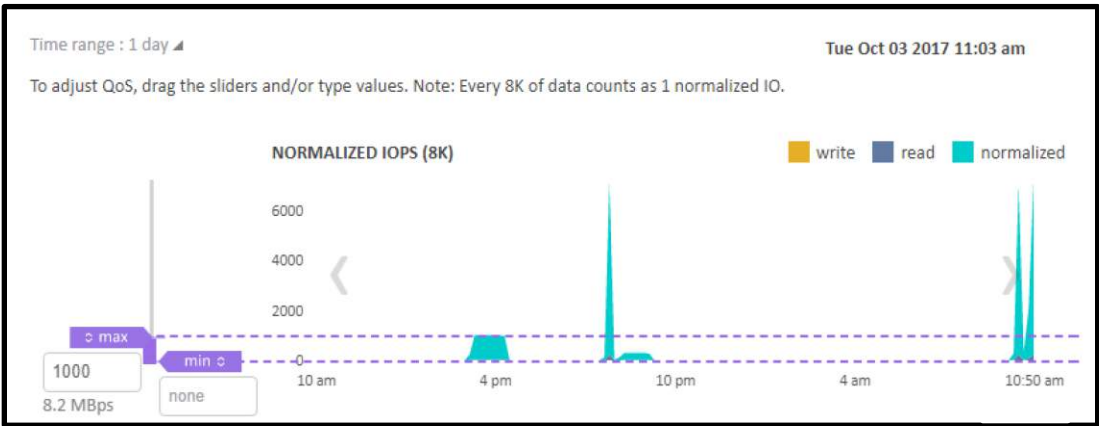 Time range : 1 day
Tue Oct 03 2017 11:03 am
To adjust QoS, drag the sliders and/or type values. Note: Every 8K of data counts as 1 normalized IO.
NORMALIZED IOPS (8K)
write read normalized
6000
4000
2000
max
0
min
1000
none
8.2 MBps
10 am 4 pm 10 pm 4 am 10:50 am